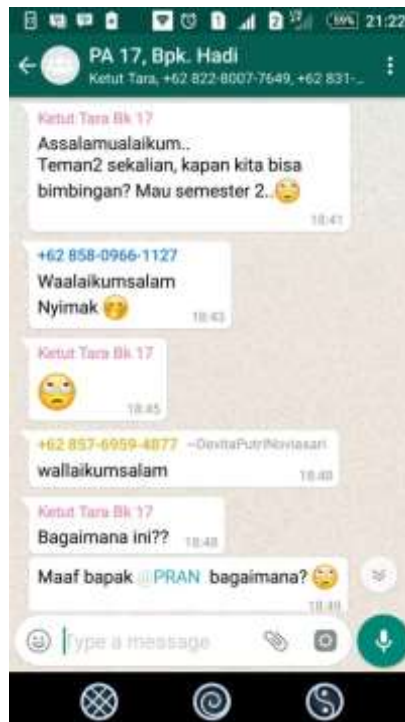 59% 21:22
PA 17, Bpk. Hadi
Ketut Tara, +62 822-8007-7649, +62 831-...
Ketut Tara Bk 17
Assalamualaikum..
Teman2 sekalian, kapan kita bisa
bimbingan? Mau semester 2..
18:41
+62 858-0966-1127
Waalaikumsalam
Nyimak
18:43
Ketut Tara Bk 17
18:45
+62 857-6959-4877 ~DevitaPutriNoviasari
wallaikumsalam
18:48
Ketut Tara Bk 17
Bagaimana ini??
18:48
Maaf bapak @PRAN bagaimana?
18:49
Type a message